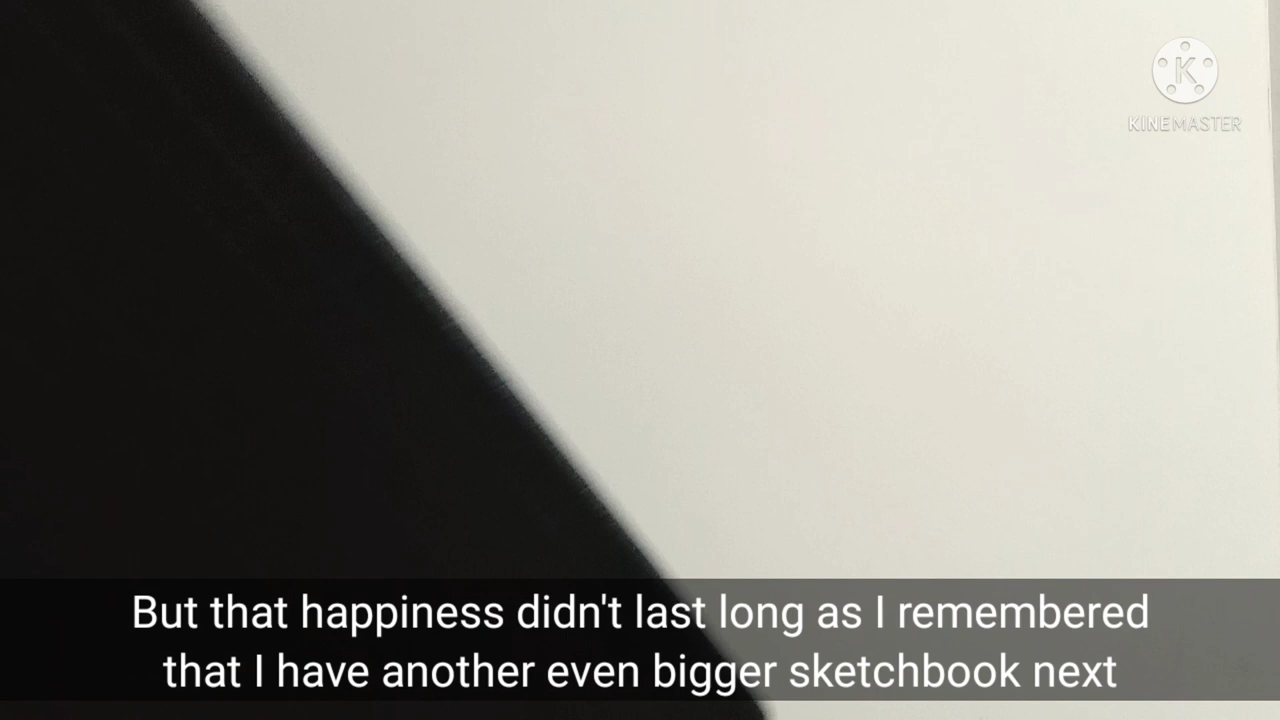 K
KINEMASTER
But that happiness didn't last long as I remembered
that I have another even bigger sketchbook next